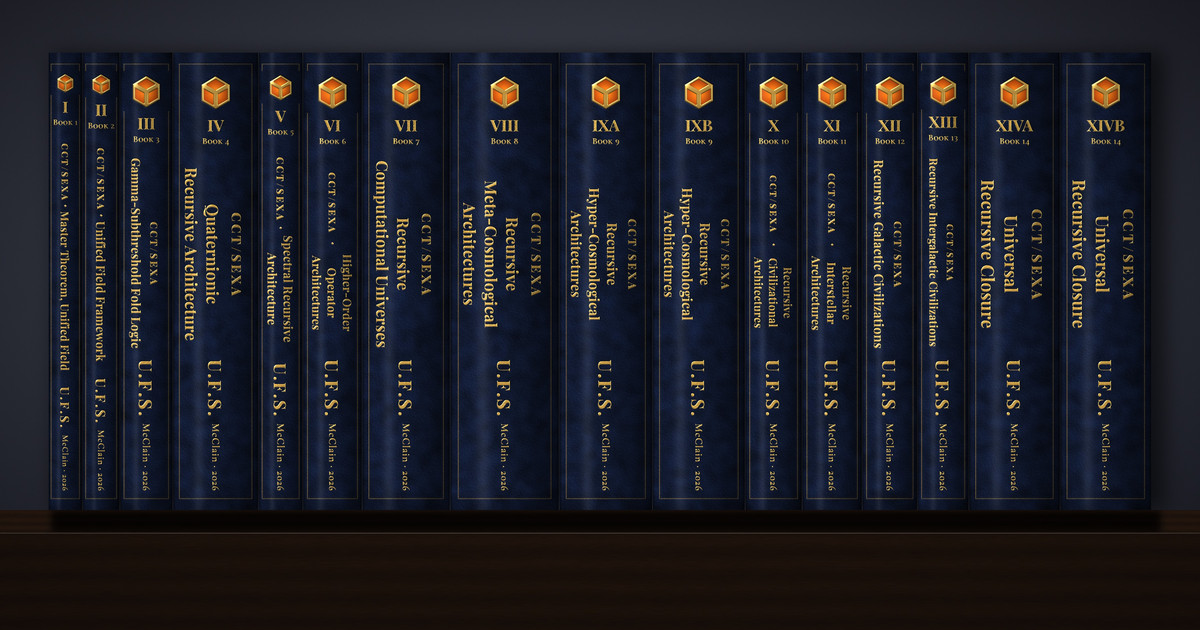 I
Book 1
CCT/SEXA · Master Theorem, Unified Field
U.F.S.
McClain · 2026
II
Book 2
CCT/SEXA · Unified Field Framework
U.F.S.
McClain · 2026
III
Book 3
CCT/SEXA
Gamma-Subthreshold Fold Logic
U.F.S.
McClain · 2026
IV
Book 4
CCT/SEXA
Quaternionic
Recursive Architecture
U.F.S.
McClain · 2026
V
Book 5
CCT/SEXA · Spectral Recursive
Architecture
U.F.S.
McClain · 2026
VI
Book 6
CCT/SEXA ·
Higher-Order
Operator
Architectures
U.F.S.
McClain · 2026
VII
Book 7
CCT/SEXA
Recursive
Computational Universes
U.F.S.
McClain · 2026
VIII
Book 8
CCT/SEXA
Recursive
Meta-Cosmological
Architectures
U.F.S.
McClain · 2026
IXA
Book 9
CCT/SEXA
Recursive
Hyper-Cosmological
Architectures
U.F.S.
McClain · 2026
IXB
Book 9
CCT/SEXA
Recursive
Hyper-Cosmological
Architectures
U.F.S.
McClain · 2026
X
Book 10
CCT/SEXA ·
Recursive
Civilizational
Architectures
U.F.S.
McClain · 2026
XI
Book 11
CCT/SEXA ·
Recursive
Interstellar
Architectures
U.F.S.
McClain · 2026
XII
Book 12
CCT/SEXA
Recursive Galactic Civilizations
U.F.S.
McClain · 2026
XIII
Book 13
CCT/SEXA
Recursive Intergalactic Civilizations
U.F.S.
McClain · 2026
XIVA
Book 14
CCT/SEXA
Universal
Recursive Closure
U.F.S.
McClain · 2026
XIVB
Book 14
CCT/SEXA
Universal
Recursive Closure
U.F.S.
McClain · 2026